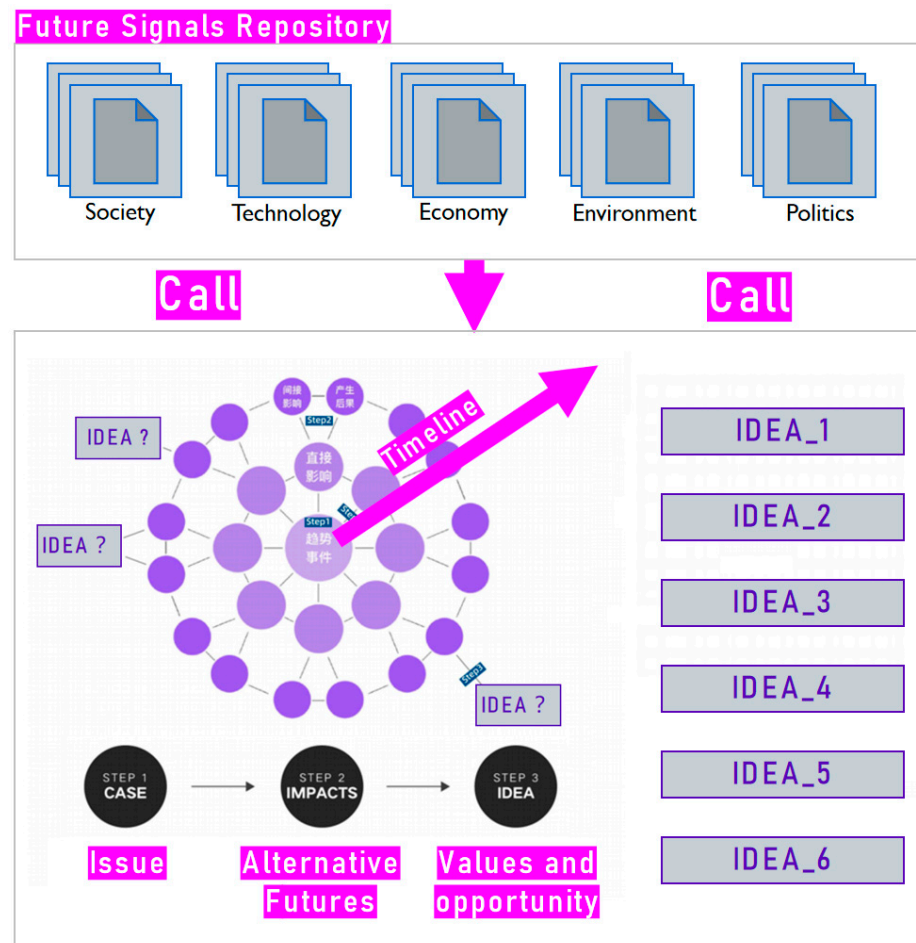 Future Signals Repository
Society
Technology
Economy
Environment
Politics
Call
Call
间接
影响
产生
后果
Step2
直接
影响
Timeline
Step1
趋势
事件
IDEA ?
IDEA ?
Step3
IDEA ?
STEP 1
CASE
STEP 2
IMPACTS
STEP 3
IDEA
Issue
Alternative
Futures
Values and
opportunity
IDEA_1
IDEA_2
IDEA_3
IDEA_4
IDEA_5
IDEA_6